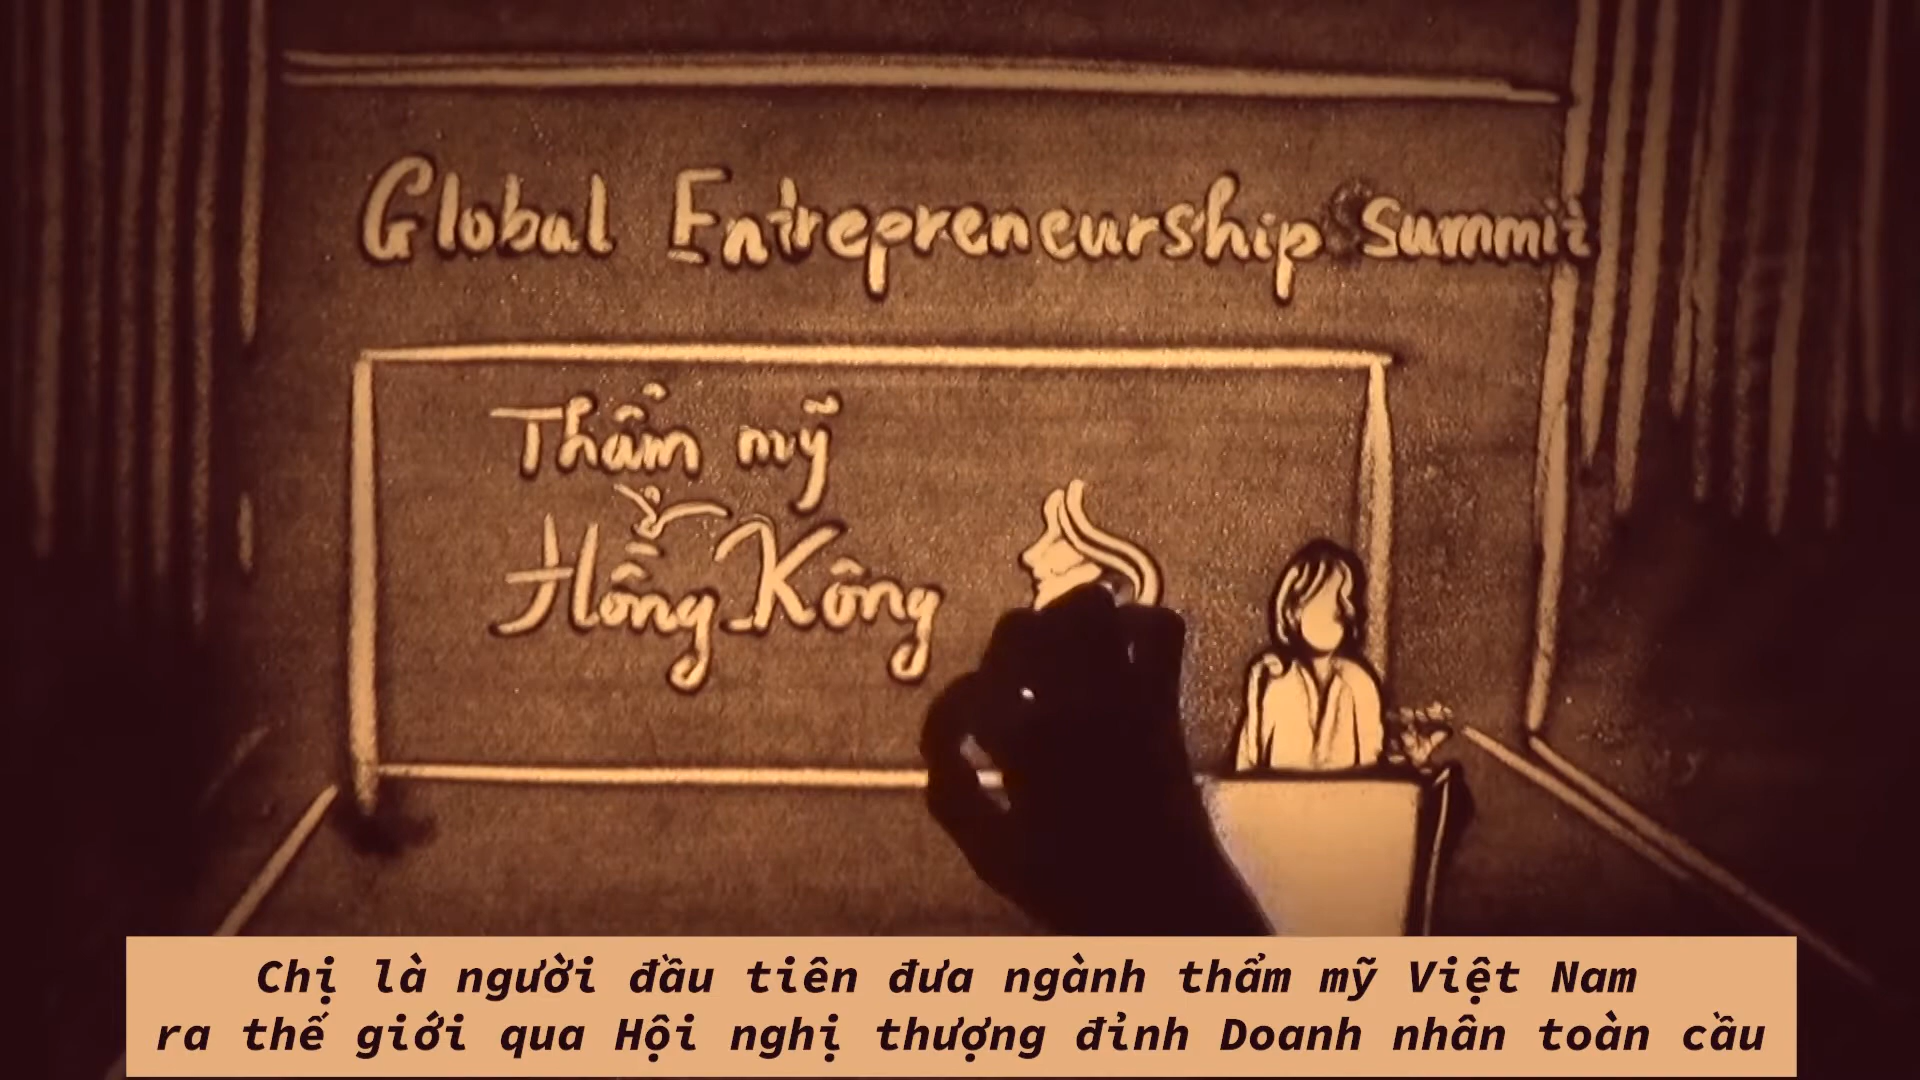 Global Entrepreneurship Summit
Thẩm mỹ
Hồng Kông
Chị là người đầu tiên đưa ngành thẩm mỹ Việt Nam
ra thế giới qua Hội nghị thượng đỉnh Doanh nhân toàn cầu